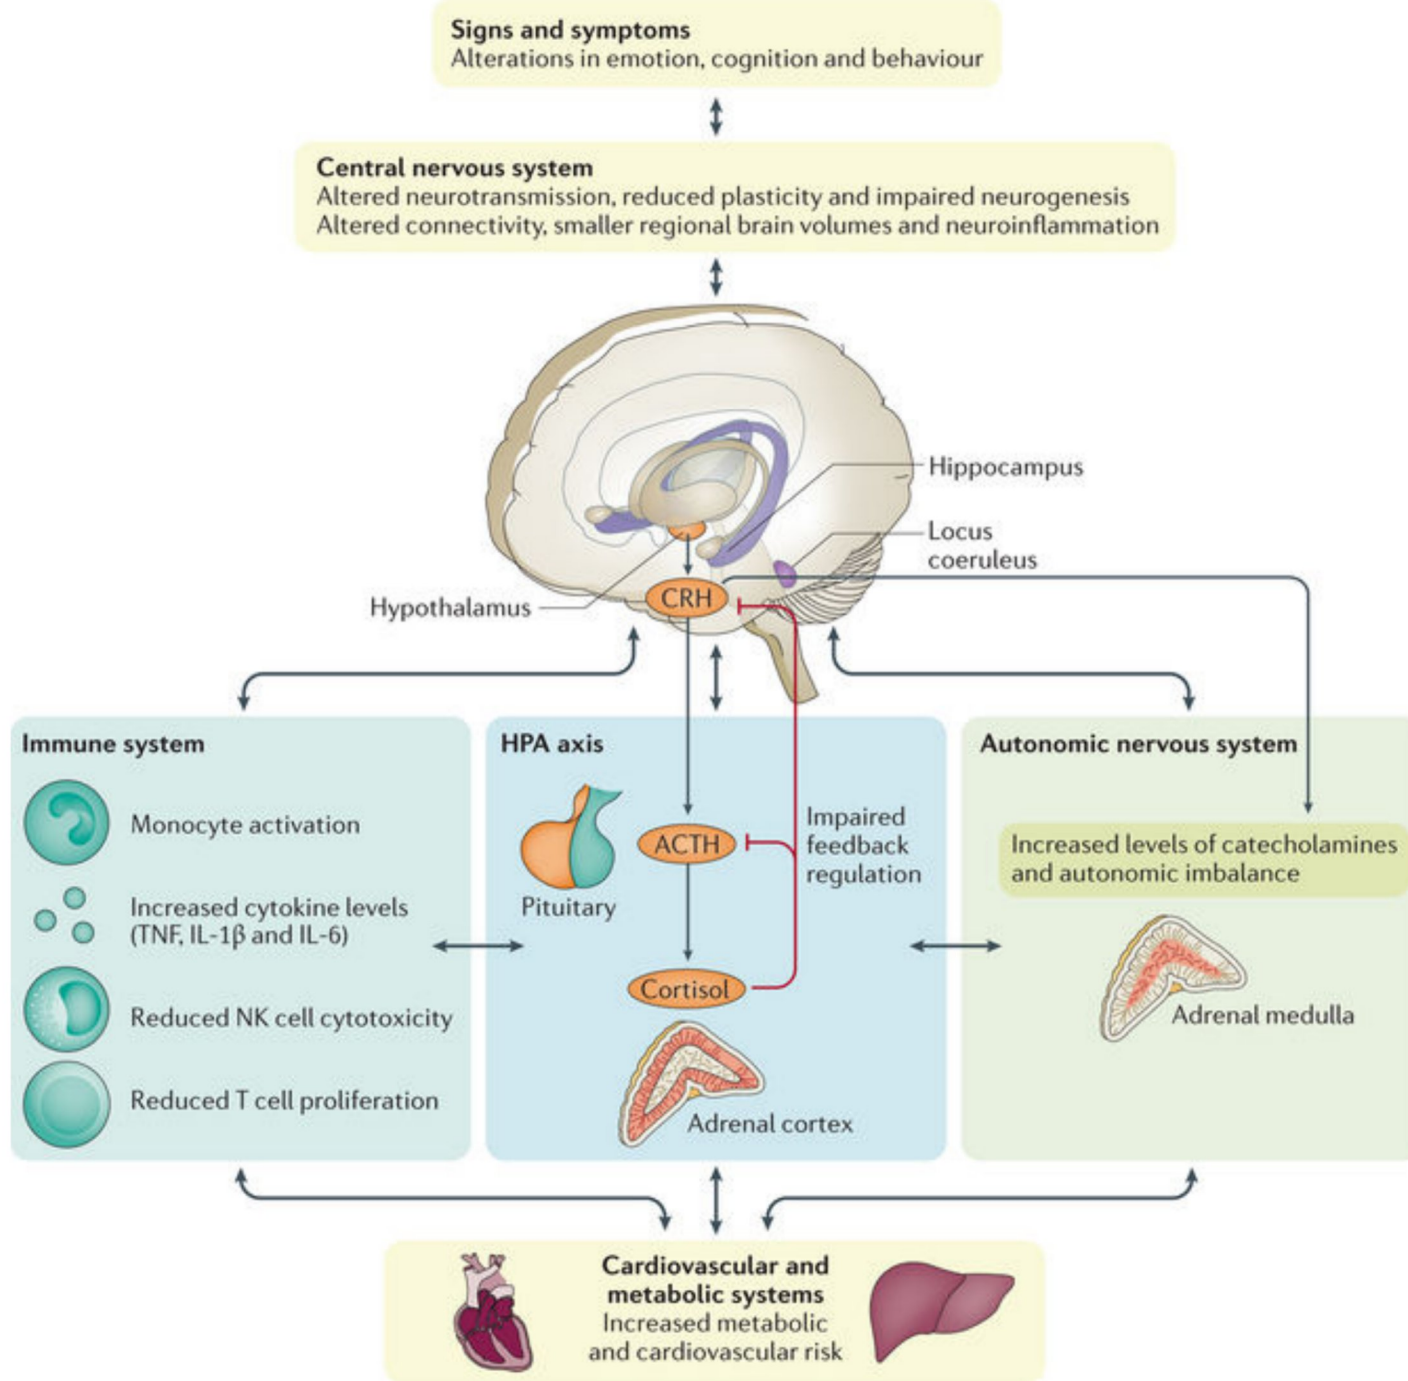 Signs and symptoms
Alterations in emotion, cognition and behaviour
Central nervous system
Altered neurotransmission, reduced plasticity and impaired neurogenesis
Altered connectivity, smaller regional brain volumes and neuroinflammation
Hippocampus
Locus
coeruleus
CRH
Hypothalamus
Immune system
Monocyte activation
Increased cytokine levels
(TNF, IL-1β and IL-6)
Reduced NK cell cytotoxicity
Reduced T cell proliferation
HPA axis
Pituitary
ACTH
Impaired
feedback
regulation
Cortisol
Adrenal cortex
Autonomic nervous system
Increased levels of catecholamines
and autonomic imbalance
Adrenal medulla
Cardiovascular and
metabolic systems
Increased metabolic
and cardiovascular risk